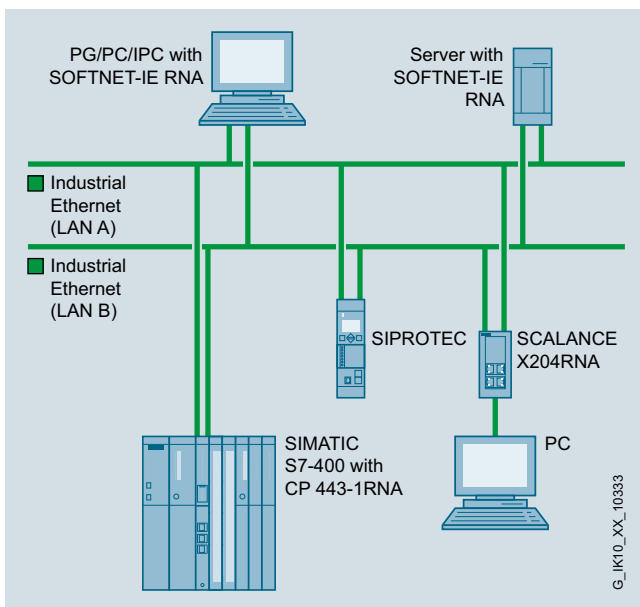 PG/PC/IPC with
SOFTNET-IE RNA
Server with
SOFTNET-IE
RNA
Industrial
Ethernet
(LAN A)
Industrial
Ethernet
(LAN B)
SIPROTEC
SCALANCE
X204RNA
SIMATIC
S7-400 with
CP 443-1RNA
PC
G_IK10_XX_10333